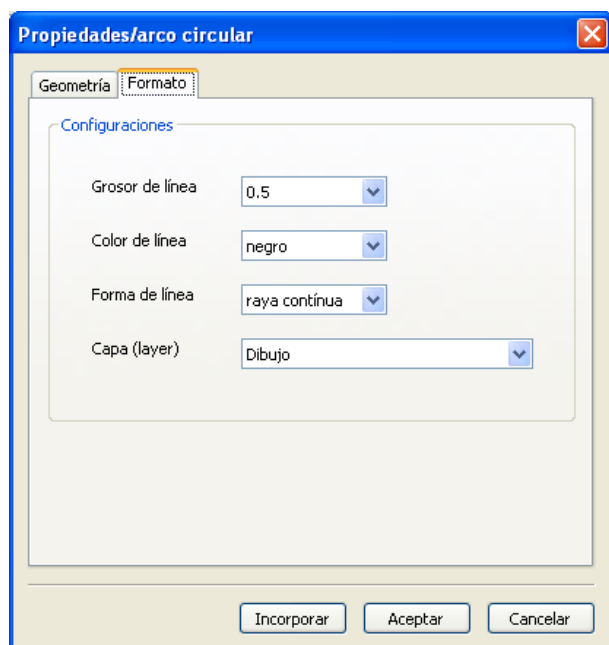 Propiedades/arco circular
Geometría Formato
Configuraciones
Grosor de línea 0.5
Color de línea negro
Forma de línea raya contínua
Capa (layer) Dibujo
Incorporar Aceptar Cancelar